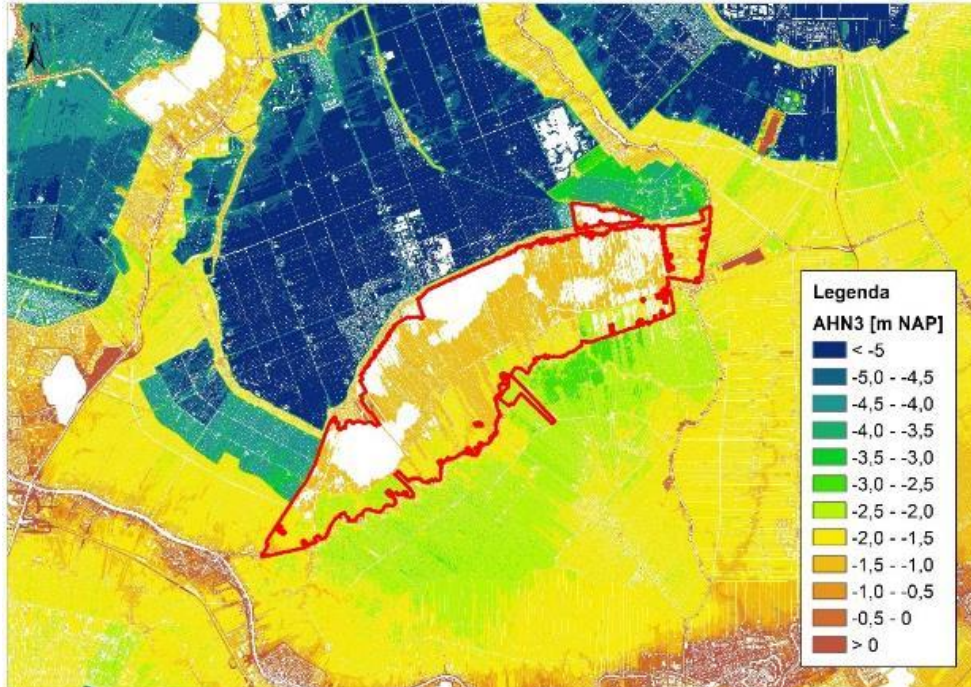 N
Legenda
AHN3 [m NAP]
< -5
-5,0 - -4,5
-4,5 - -4,0
-4,0 - -3,5
-3,5 - -3,0
-3,0 - -2,5
-2,5 - -2,0
-2,0 - -1,5
-1,5 - -1,0
-1,0 - -0,5
-0,5 - 0
> 0